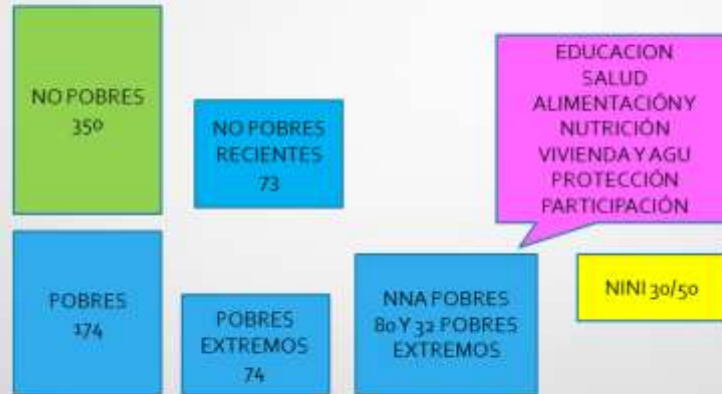 NO POBRES
350
NO POBRES
RECIENTES
73
EDUCACION
SALUD
ALIMENTACIÓNY
NUTRICIÓN
VIVIENDA Y AGU
PROTECCIÓN
PARTICIPACIÓN
POBRES
174
POBRES
EXTREMOS
74
NNA POBRES
80 Y 32 POBRES
EXTREMOS
NINI 30/50